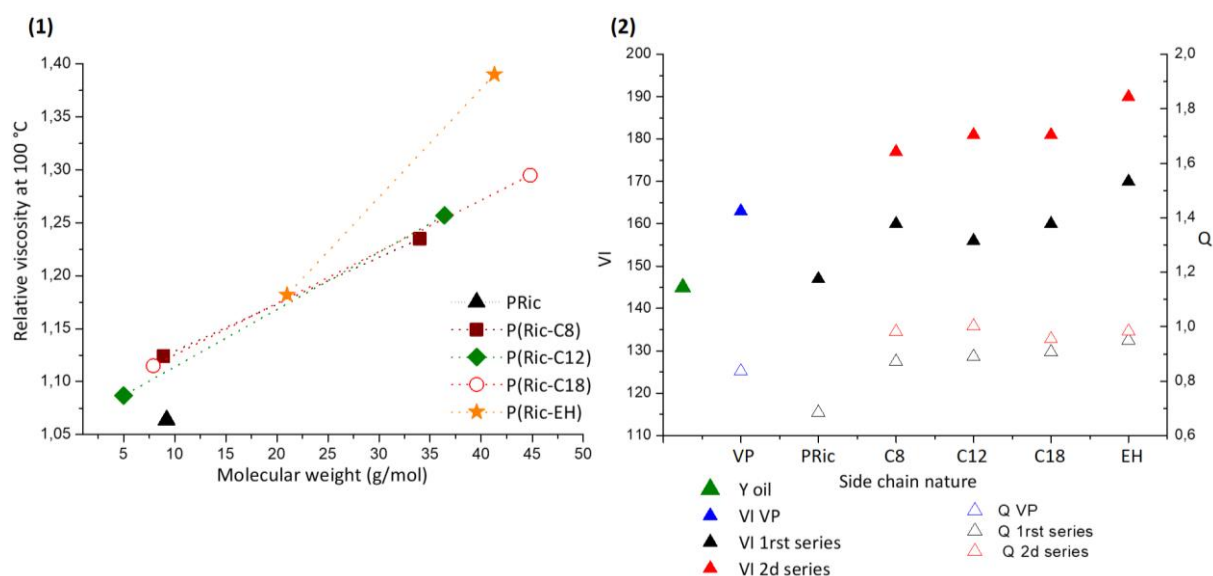 (1)
1,40
1,35
1,30
1,25
1,20
1,15
1,10
1,05
Relative viscosity at 100 °C
5 10 15 20 25 30 35 40 45 50
Molecular weight (g/mol)
PRic
P(Ric-C8)
P(Ric-C12)
P(Ric-C18)
P(Ric-EH)
(2)
200
190
180
170
160
150
140
130
120
110
VI
2,0
1,8
1,6
1,4
1,2
1,0
0,8
0,6
Q
VP PRic C8 C12 C18 EH
Side chain nature
Y oil
VI VP
VI 1rst series
VI 2d series
Q VP
Q 1rst series
Q 2d series